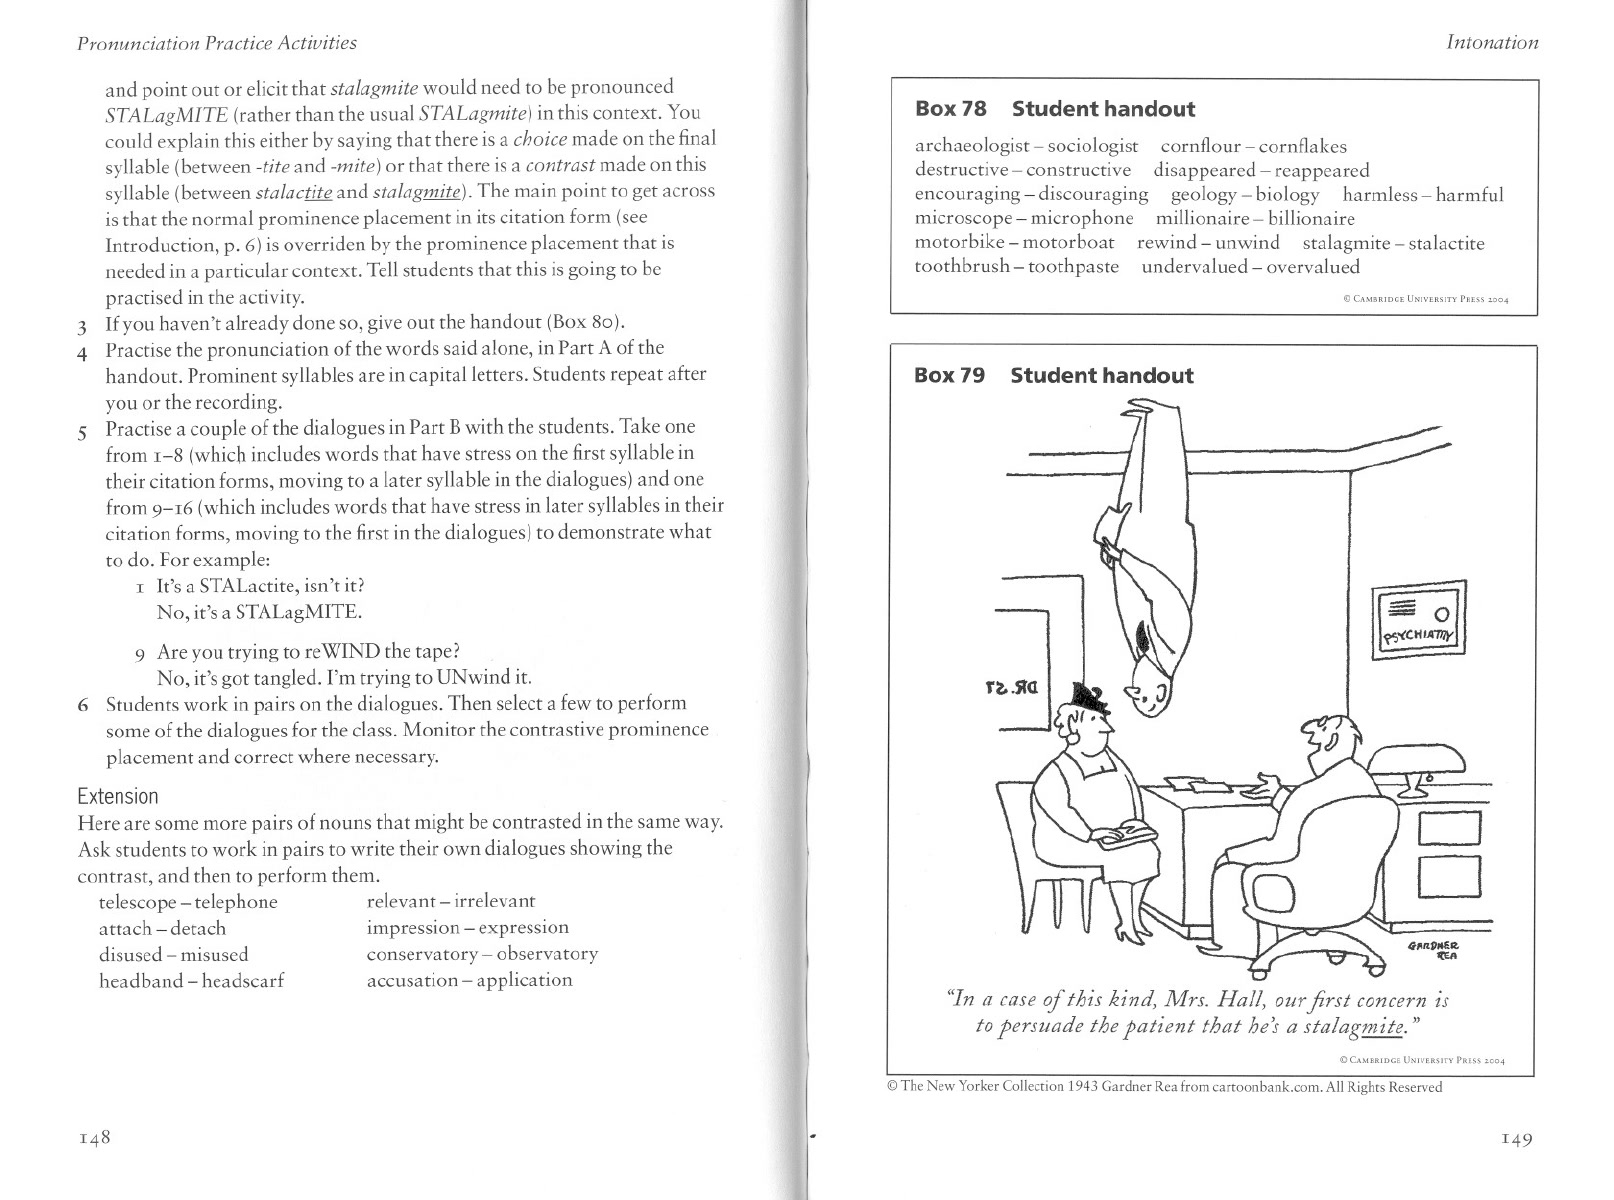 Pronunciation Practice Activities
and point out or elicit that stalagmite would need to be pronounced
STALagMITE (rather than the usual STALagmite) in this context. You
could explain this either by saying that there is a choice made on the final
syllable (between -tite and -mite) or that there is a contrast made on this
syllable (between stalactite and stalagmite). The main point to get across
is that the normal prominence placement in its citation form (see
Introduction, p. 6) is overriden by the prominence placement that is
needed in a particular context. Tell students that this is going to be
practised in the activity.
3 If you haven't already done so, give out the handout (Box 80).
4 Practise the pronunciation of the words said alone, in Part A of the
handout. Prominent syllables are in capital letters. Students repeat after
you or the recording.
5 Practise a couple of the dialogues in Part B with the students. Take one
from 1–8 (which includes words that have stress on the first syllable in
their citation forms, moving to a later syllable in the dialogues) and one
from 9–16 (which includes words that have stress in later syllables in their
citation forms, moving to the first in the dialogues) to demonstrate what
to do. For example:
1 It's a STALactite, isn't it?
No, it's a STALagMITE.
9 Are you trying to reWIND the tape?
No, it's got tangled. I'm trying to UNwind it.
6 Students work in pairs on the dialogues. Then select a few to perform
some of the dialogues for the class. Monitor the contrastive prominence
placement and correct where necessary.
Extension
Here are some more pairs of nouns that might be contrasted in the same way.
Ask students to work in pairs to write their own dialogues showing the
contrast, and then to perform them.
telescope – telephone relevant – irrelevant
attach – detach impression – expression
disused – misused conservatory – observatory
headband – headscarf accusation – application
148
Intonation
Box 78 Student handout
archaeologist – sociologist cornflour – cornflakes
destructive – constructive disappeared – reappeared
encouraging – discouraging geology – biology harmless – harmful
microscope – microphone millionaire – billionaire
motorbike – motorboat rewind – unwind stalagmite – stalactite
toothbrush – toothpaste undervalued – overvalued
© CAMBRIDGE UNIVERSITY PRESS 2004
Box 79 Student handout
PSYCHIATRY
DR. ST
GARDNER
REA
"In a case of this kind, Mrs. Hall, our first concern is
to persuade the patient that he's a stalagmite."
© CAMBRIDGE UNIVERSITY PRESS 2004
© The New Yorker Collection 1943 Gardner Rea from cartoonbank.com. All Rights Reserved
149